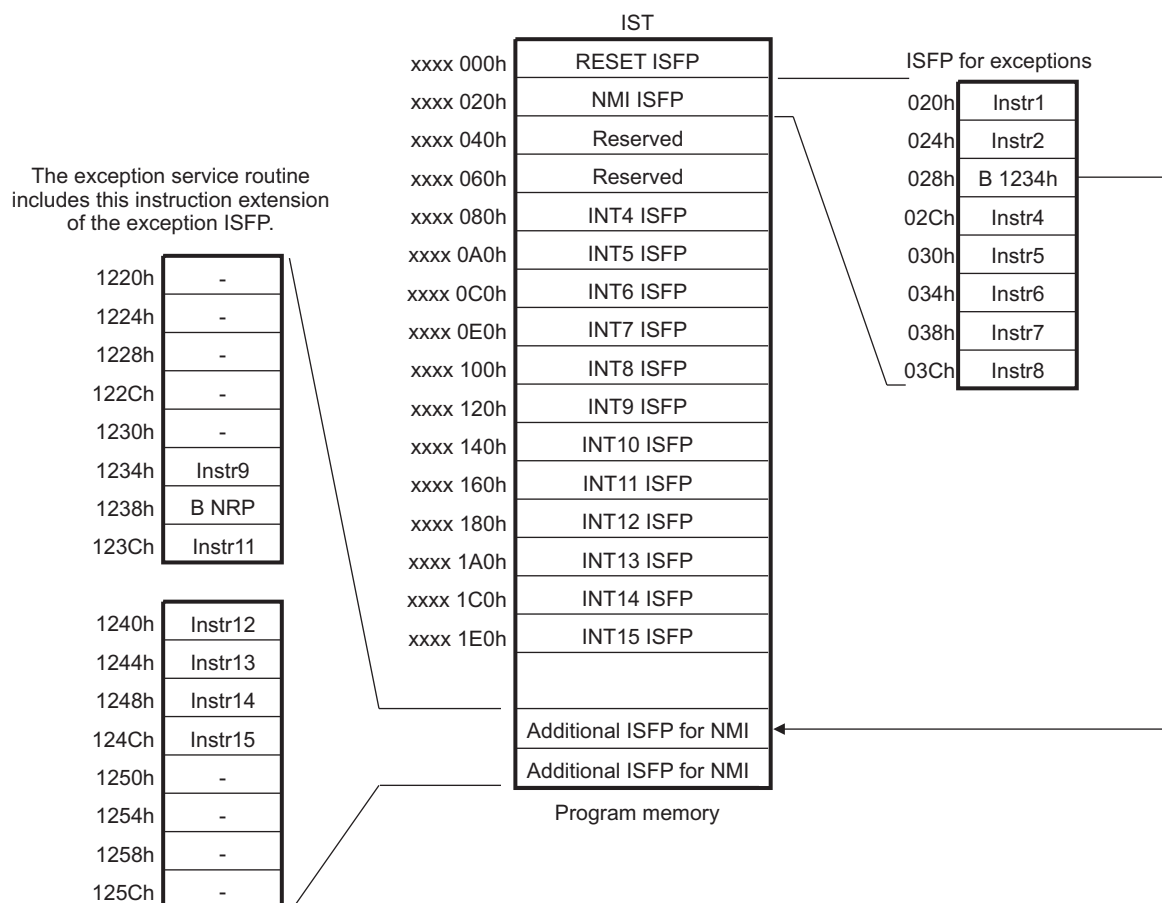 IST
xxxx 000h RESET ISFP
xxxx 020h NMI ISFP
xxxx 040h Reserved
xxxx 060h Reserved
xxxx 080h INT4 ISFP
xxxx 0A0h INT5 ISFP
xxxx 0C0h INT6 ISFP
xxxx 0E0h INT7 ISFP
xxxx 100h INT8 ISFP
xxxx 120h INT9 ISFP
xxxx 140h INT10 ISFP
xxxx 160h INT11 ISFP
xxxx 180h INT12 ISFP
xxxx 1A0h INT13 ISFP
xxxx 1C0h INT14 ISFP
xxxx 1E0h INT15 ISFP
Additional ISFP for NMI
Additional ISFP for NMI
Program memory
ISFP for exceptions
020h Instr1
024h Instr2
028h B 1234h
02Ch Instr4
030h Instr5
034h Instr6
038h Instr7
03Ch Instr8
The exception service routine
includes this instruction extension
of the exception ISFP.
1220h -
1224h -
1228h -
122Ch -
1230h -
1234h Instr9
1238h B NRP
123Ch Instr11
1240h Instr12
1244h Instr13
1248h Instr14
124Ch Instr15
1250h -
1254h -
1258h -
125Ch -